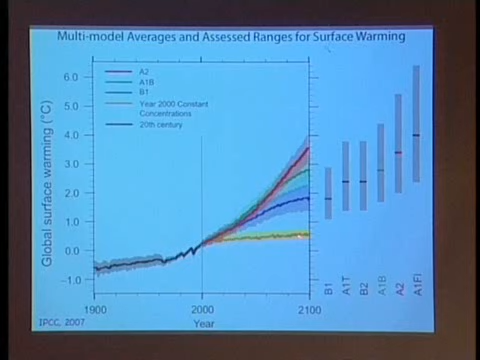 Multi-model Averages and Assessed Ranges for Surface Warming
6.0
5.0
4.0
3.0
2.0
1.0
0.0
−1.0
Global surface warming (°C)
A2
A1B
B1
Year 2000 Constant
Concentrations
20th century
1900
2000
2100
Year
B1
A1T
B2
A1B
A2
A1FI
IPCC, 2007